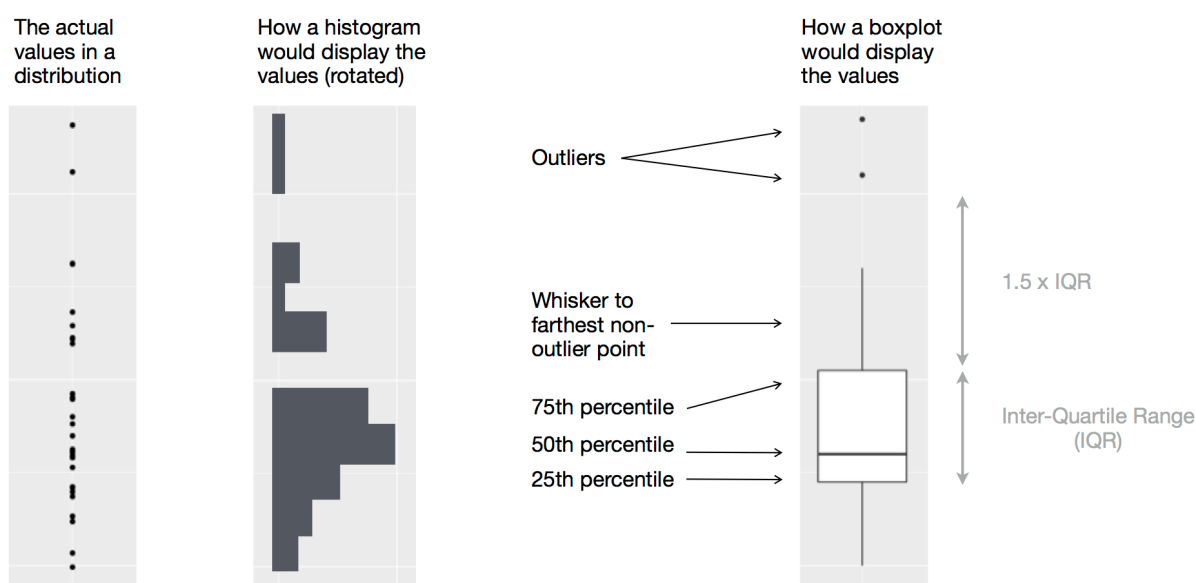 The actual
values in a
distribution
How a histogram
would display the
values (rotated)
How a boxplot
would display
the values
Outliers
1.5 x IQR
Whisker to
farthest non-
outlier point
75th percentile
50th percentile
25th percentile
Inter-Quartile Range
(IQR)